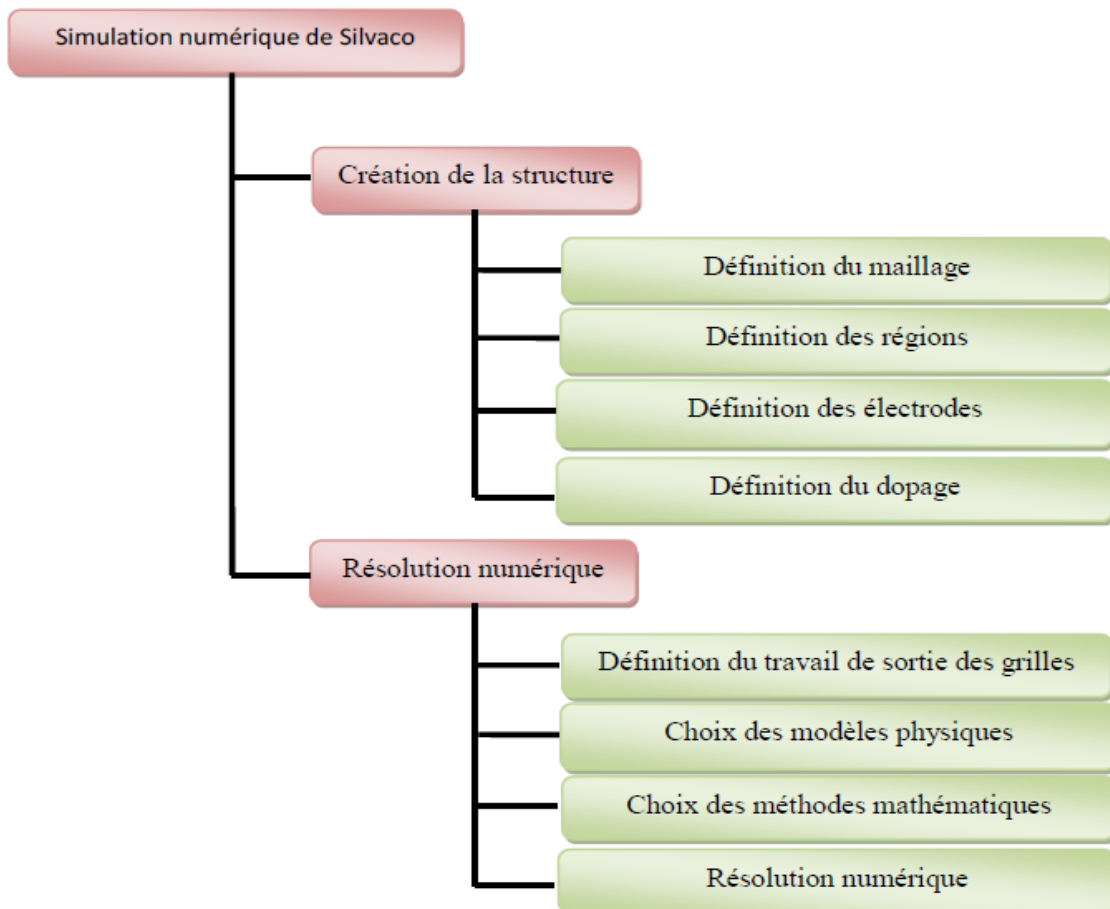 Simulation numérique de Silvaco
Création de la structure
Définition du maillage
Définition des régions
Définition des électrodes
Définition du dopage
Résolution numérique
Définition du travail de sortie des grilles
Choix des modèles physiques
Choix des méthodes mathématiques
Résolution numérique